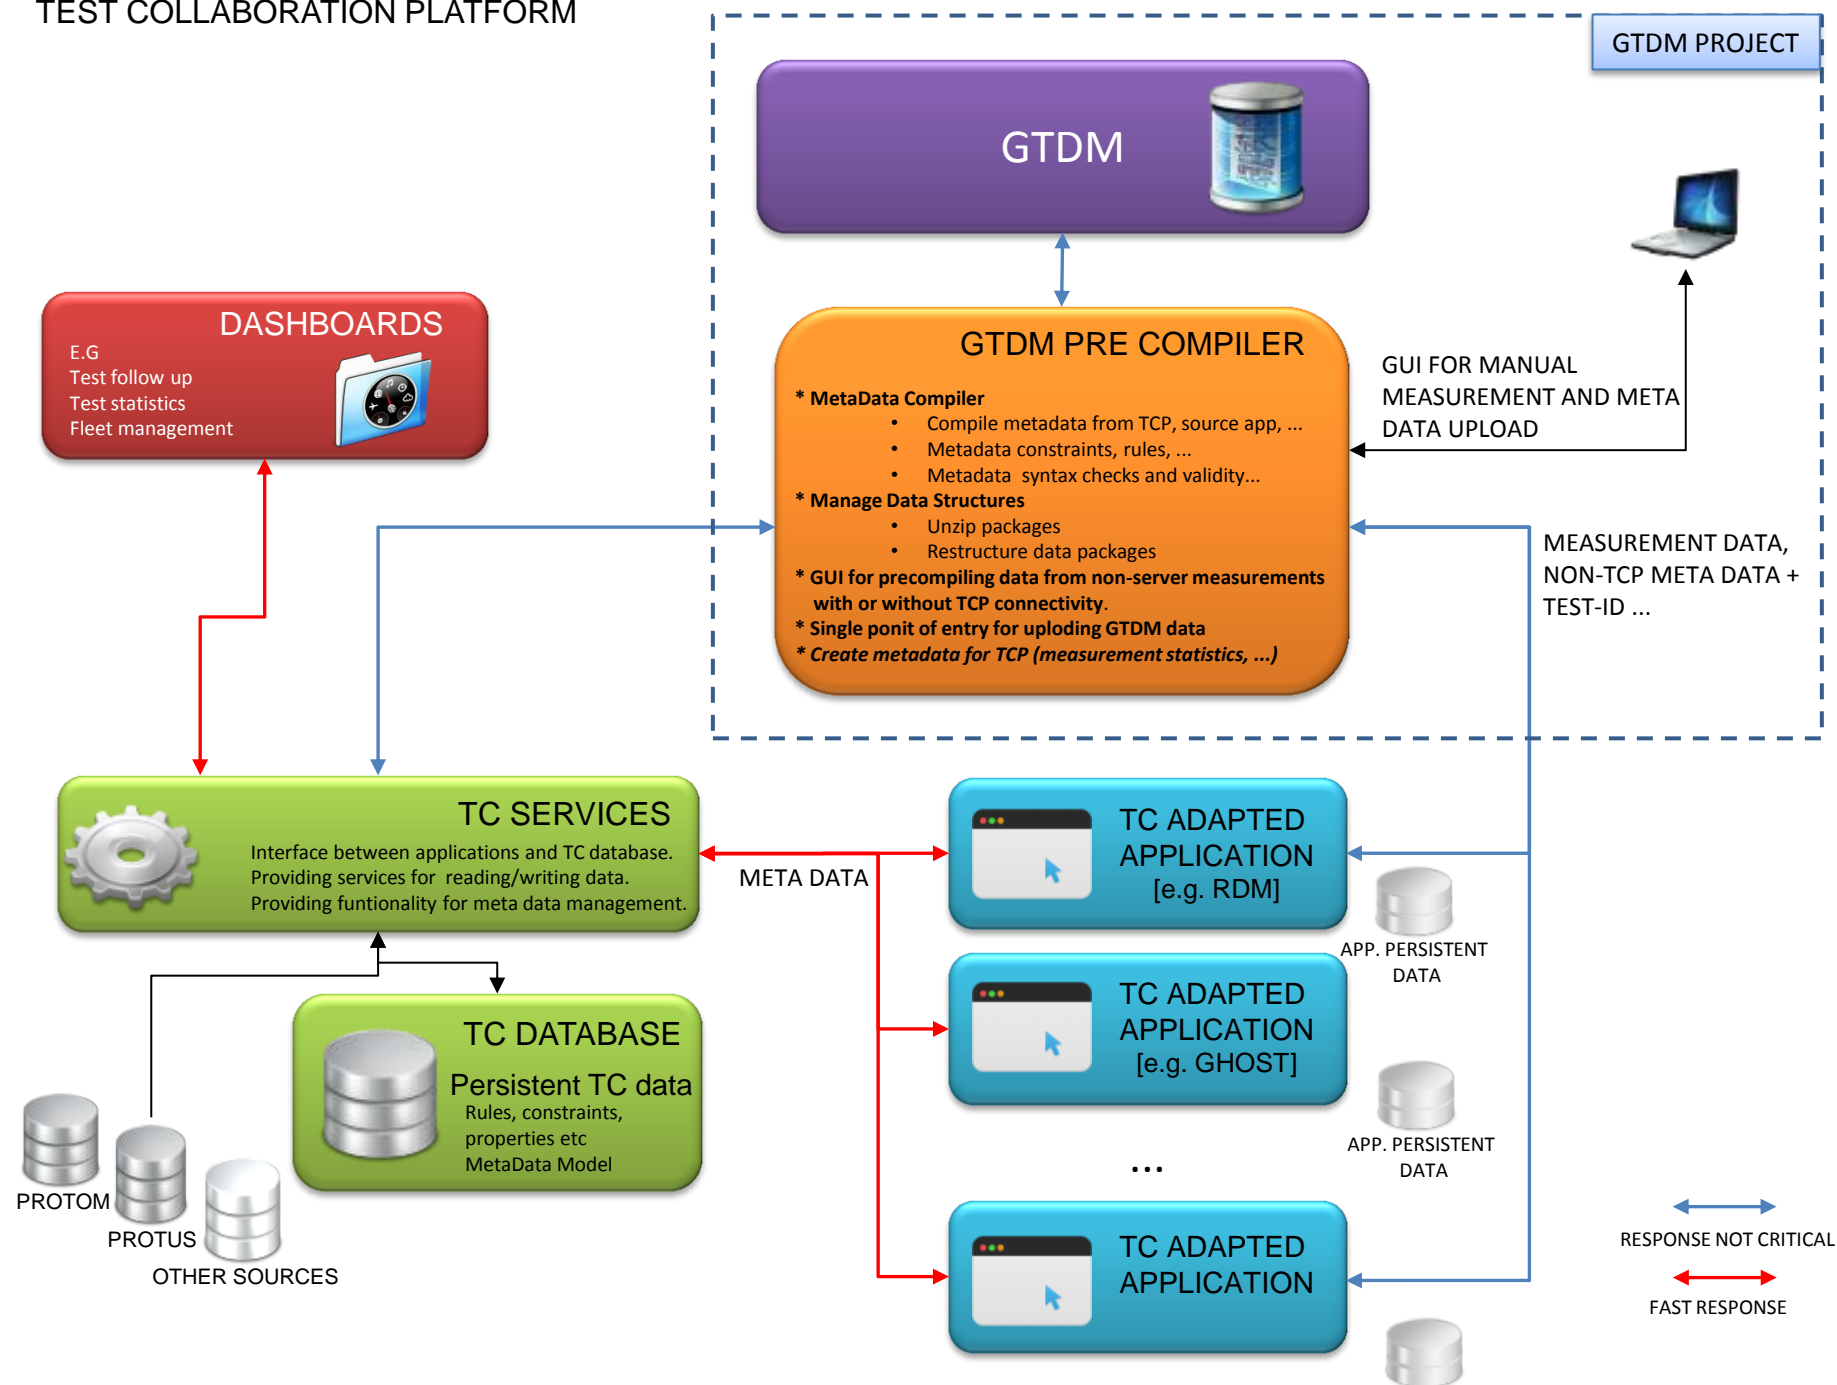 TEST COLLABORATION PLATFORM
GTDM PROJECT
GTDM
DASHBOARDS
E.G
Test follow up
Test statistics
Fleet management
GTDM PRE COMPILER
* MetaData Compiler
• Compile metadata from TCP, source app, ...
• Metadata constraints, rules, ...
• Metadata syntax checks and validity...
* Manage Data Structures
• Unzip packages
• Restructure data packages
* GUI for precompiling data from non-server measurements
with or without TCP connectivity.
* Single ponit of entry for uploding GTDM data
* Create metadata for TCP (measurement statistics, ...)
GUI FOR MANUAL
MEASUREMENT AND META
DATA UPLOAD
MEASUREMENT DATA,
NON-TCP META DATA +
TEST-ID ...
TC SERVICES
Interface between applications and TC database.
Providing services for reading/writing data.
Providing funtionality for meta data management.
META DATA
TC ADAPTED
APPLICATION
[e.g. RDM]
APP. PERSISTENT
DATA
TC ADAPTED
APPLICATION
[e.g. GHOST]
APP. PERSISTENT
DATA
...
TC ADAPTED
APPLICATION
TC DATABASE
Persistent TC data
Rules, constraints,
properties etc
MetaData Model
PROTOM
PROTUS
OTHER SOURCES
RESPONSE NOT CRITICAL
FAST RESPONSE